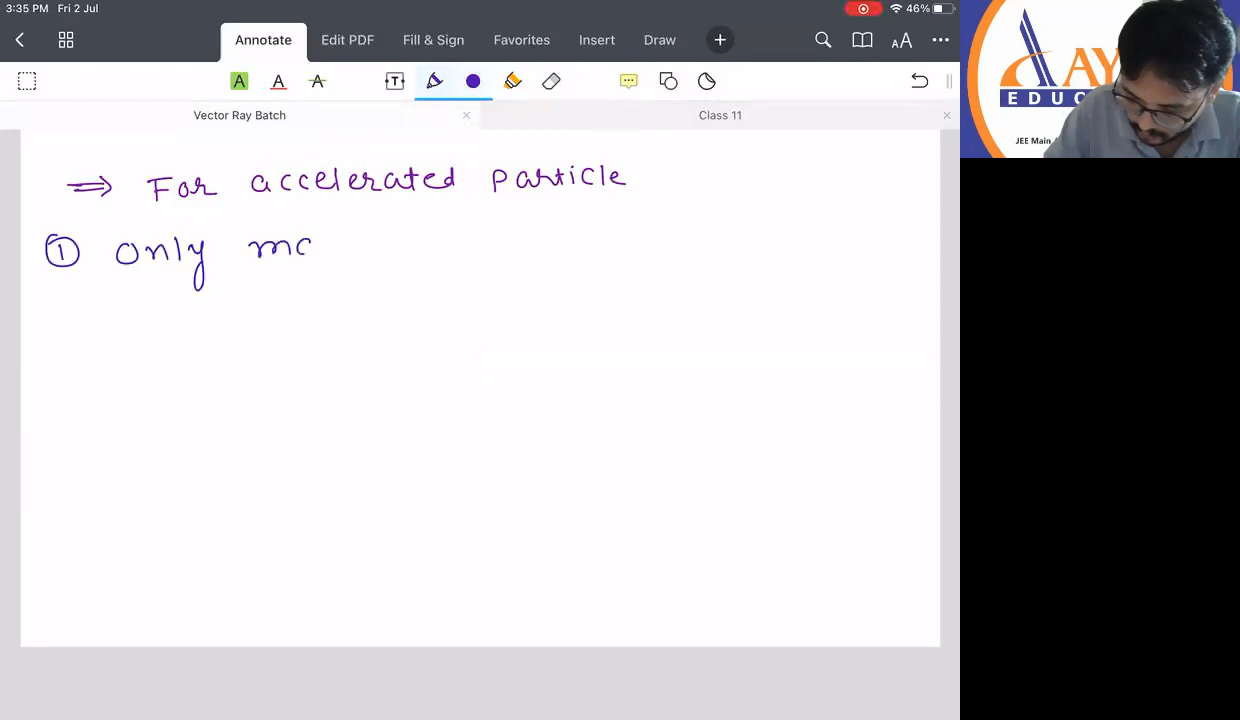 3:35 PM Fri 2 Jul
46%
Annotate Edit PDF Fill & Sign Favorites Insert Draw
Vector Ray Batch
Class 11
⇒ For accelerated particle
① only mc
AY
EDUC
JEE Main